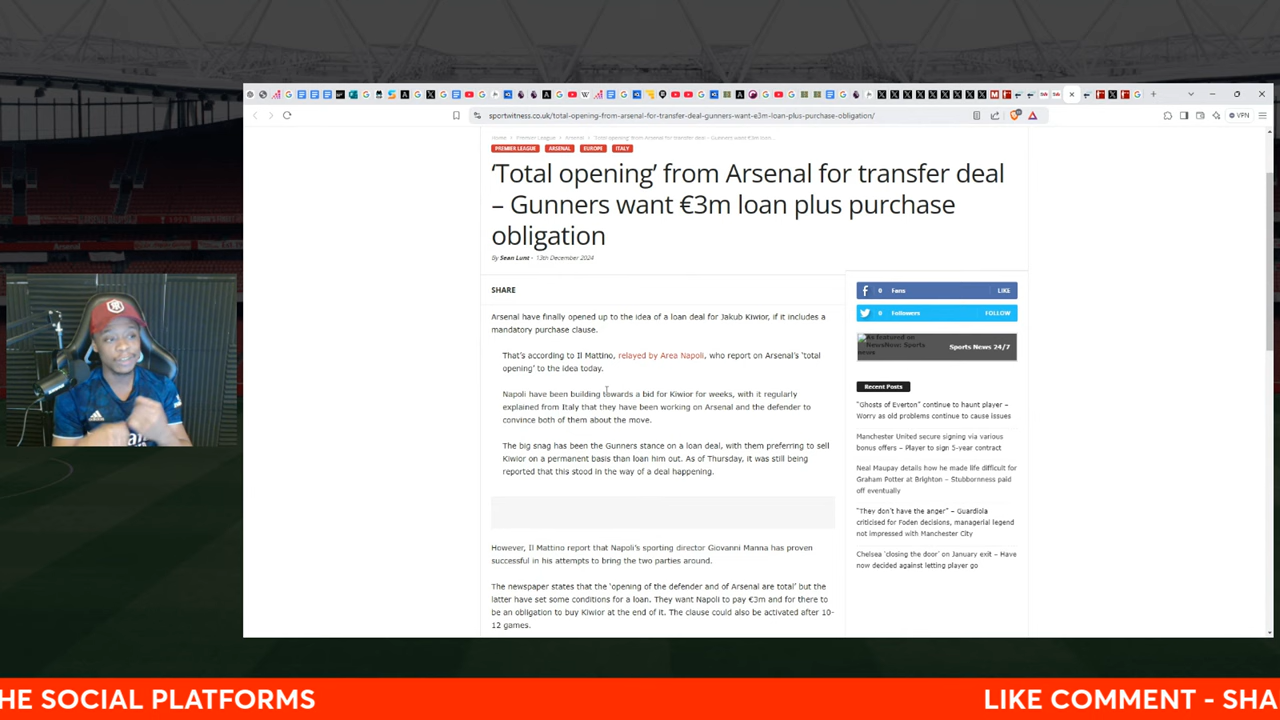 sportwitness.co.uk/total-opening-from-arsenal-for-transfer-deal-gunners-want-e3m-loan-plus-purchase-obligation/
VPN
Home Premier League Arsenal 'Total opening' from Arsenal for transfer deal – Gunners want €3m loan...
PREMIER LEAGUE ARSENAL EUROPE ITALY
‘Total opening’ from Arsenal for transfer deal
– Gunners want €3m loan plus purchase
obligation
By Sean Lunt - 13th December 2024
SHARE
Arsenal have finally opened up to the idea of a loan deal for Jakub Kiwior, if it includes a
mandatory purchase clause.
That’s according to Il Mattino, relayed by Area Napoli, who report on Arsenal’s ‘total
opening’ to the idea today.
Napoli have been building towards a bid for Kiwior for weeks, with it regularly
explained from Italy that they have been working on Arsenal and the defender to
convince both of them about the move.
The big snag has been the Gunners stance on a loan deal, with them preferring to sell
Kiwior on a permanent basis than loan him out. As of Thursday, it was still being
reported that this stood in the way of a deal happening.
However, Il Mattino report that Napoli’s sporting director Giovanni Manna has proven
successful in his attempts to bring the two parties around.
The newspaper states that the ‘opening of the defender and of Arsenal are total’ but the
latter have set some conditions for a loan. They want Napoli to pay €3m and for there to
be an obligation to buy Kiwior at the end of it. The clause could also be activated after 10-
12 games.
0 Fans LIKE
0 Followers FOLLOW
As featured on
NewsNow: Sports
news
Sports News 24/7
Recent Posts
“Ghosts of Everton” continue to haunt player –
Worry as old problems continue to cause issues
Manchester United secure signing via various
bonus offers – Player to sign 5-year contract
Neal Maupay details how he made life difficult for
Graham Potter at Brighton – Stubbornness paid
off eventually
“They don’t have the anger” – Guardiola
criticised for Foden decisions, managerial legend
not impressed with Manchester City
Chelsea ‘closing the door’ on January exit – Have
now decided against letting player go
HE SOCIAL PLATFORMS
LIKE COMMENT - SHA